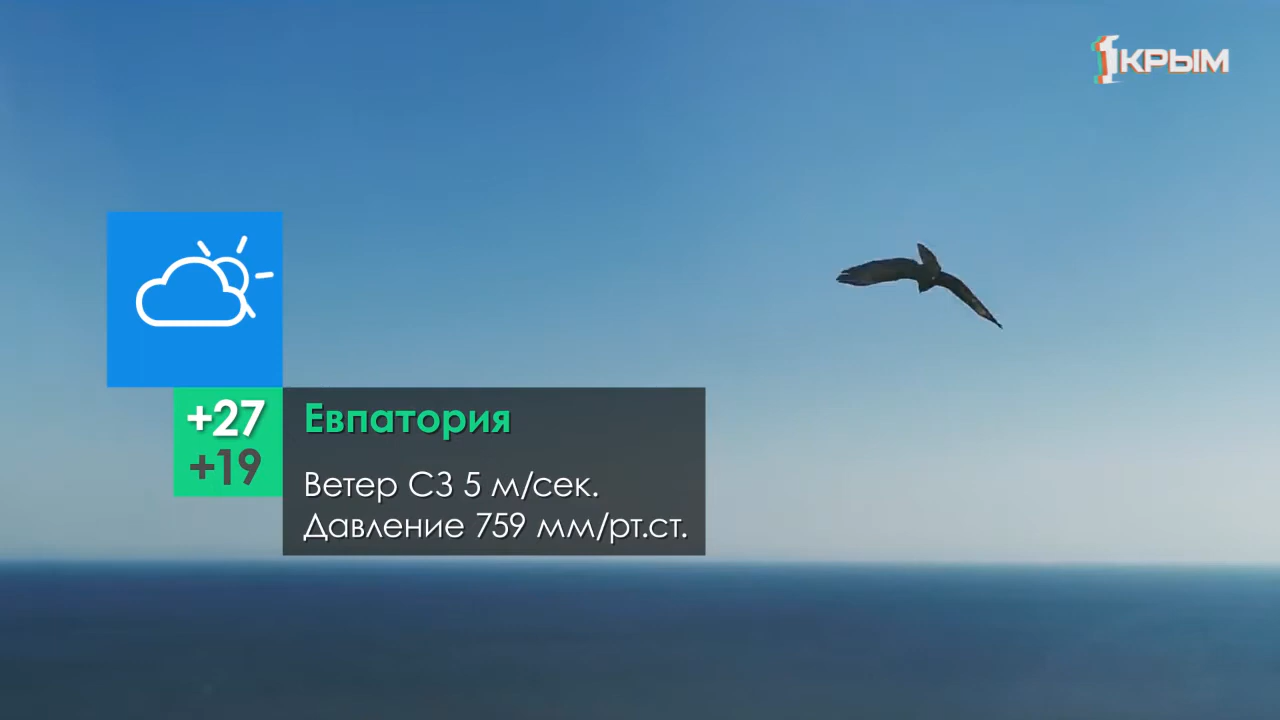 1КРЫМ
+27
+19
Евпатория
Ветер СЗ 5 м/сек.
Давление 759 мм/рт.ст.